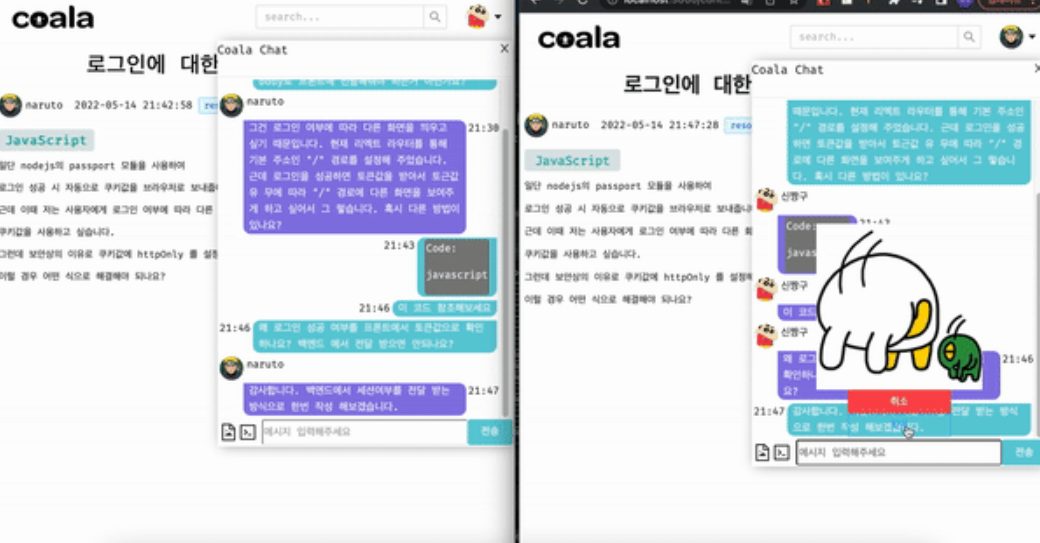 coala
search...
로그인에 대한
naruto 2022-05-14 21:42:58
JavaScript
일단 nodejs의 passport 모듈을 사용하여
로그인 성공 시 자동으로 쿠키값을 브라우저로 보내줍
근데 이때 저는 사용자에게 로그인 여부에 따라 다른
쿠키값을 사용하고 싶습니다.
그런데 보안상의 이유로 쿠키값에 httpOnly 를 설정
이럴 경우 어떤 식으로 해결해야 되나요?
Coala Chat
X
naruto
그건 로그인 여부에 따라 다른 화면을 띄우고
싶기 때문입니다. 현재 리액트 라우터를 통해
기본 주소인 "/" 경로를 설정해 주었습니다.
근데 로그인을 성공하면 토큰값을 받아서 토근값
유 무에 따라 "/" 경로에 다른 화면을 보여주
게 하고 싶어서 그 렇습니다. 혹시 다른 방법이
있나요?
21:30
21:43
Code:
javascript
21:46 이 코드 참조해보세요
21:46 왜 로그인 성공 여부를 프론트에서 토큰값으로 확인
하나요? 백엔드 에서 전달 받으면 안되나요?
naruto
감사합니다. 백엔드에서 세션여부를 전달 받는
방식으로 한번 작성 해보겠습니다.
21:47
메시지 입력해주세요
전송
coala
search...
로그인에 대한
naruto 2022-05-14 21:47:28
JavaScript
일단 nodejs의 passport 모듈을 사용하여
로그인 성공 시 자동으로 쿠키값을 브라우저로 보내줍니
근데 이때 저는 사용자에게 로그인 여부에 따라 다른 화
쿠키값을 사용하고 싶습니다.
그런데 보안상의 이유로 쿠키값에 httpOnly 를 설정하
이럴 경우 어떤 식으로 해결해야 되나요?
Coala Chat
X
때문입니다. 현재 리액트 라우터를 통해 기본 주소인
"/" 경로를 설정해 주었습니다. 근데 로그인을 성공
하면 토큰값을 받아서 토근값 유 무에 따라 "/" 경
로에 다른 화면을 보여주게 하고 싶어서 그 렇습니
다. 혹시 다른 방법이 있나요?
신짱구
Code:
javas
신짱구
이 코드
신짱구
왜 로그
확인하나
요?
21:46
취소
21:47 감사합니다.
전달 받는 방식
으로 한번 작성 해보겠습니다.
메시지 입력해주세요
전송